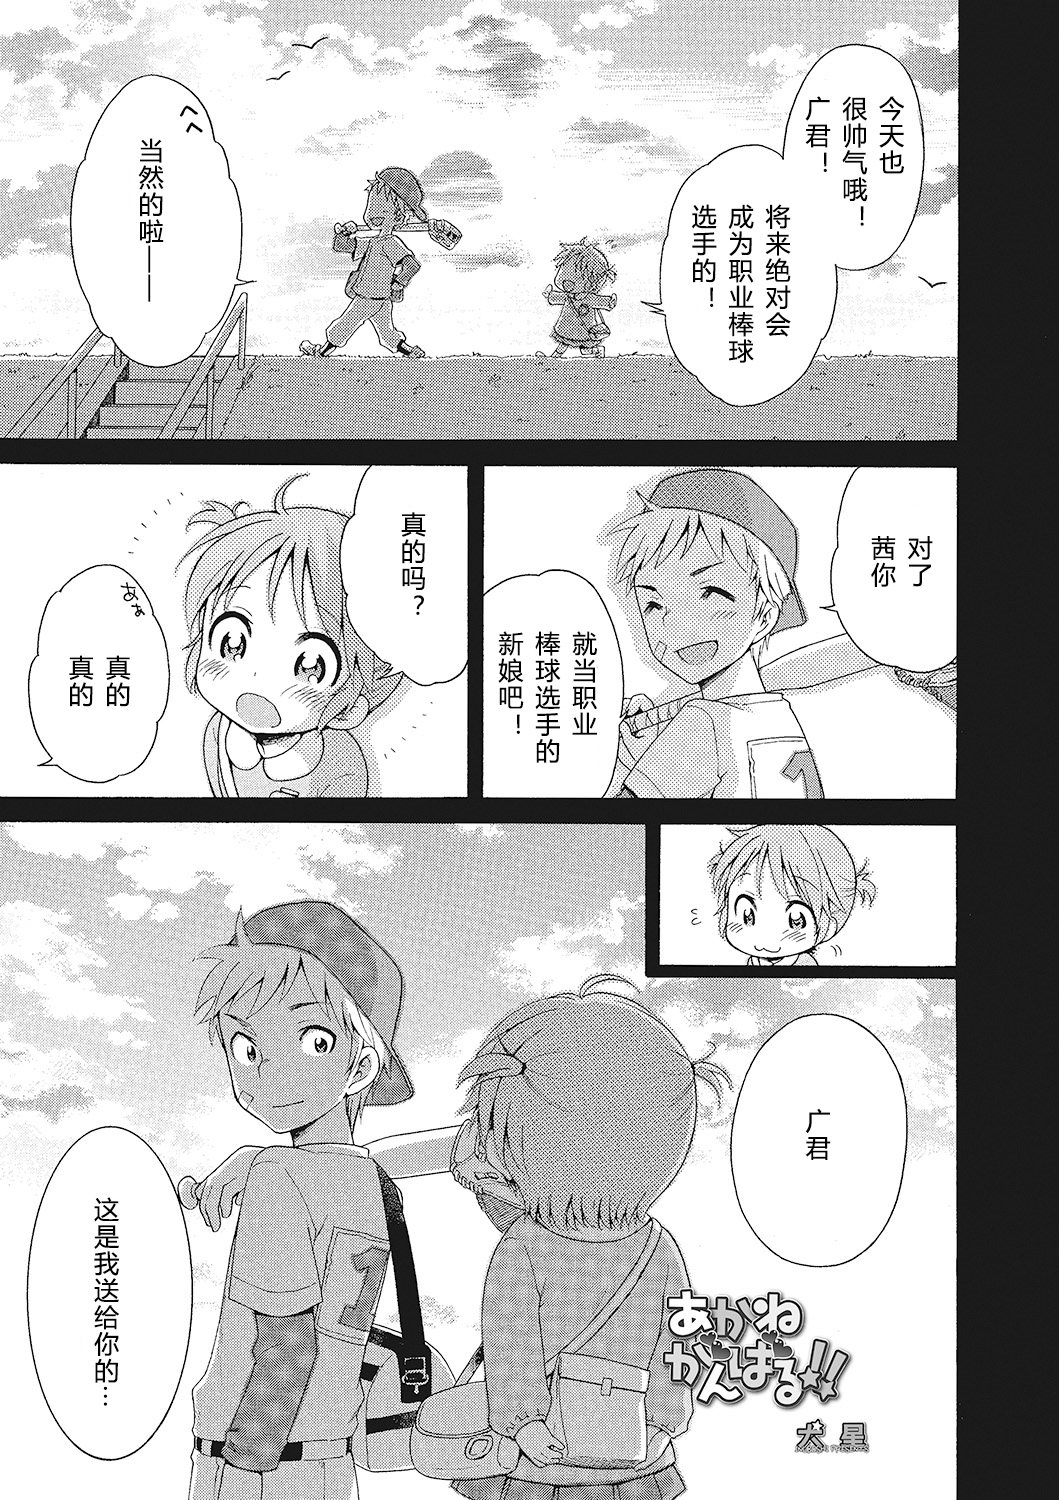 今天也
很帅气哦！
广君！
将来绝对会
成为职业棒球
选手的！
へへ
当然的啦——
对了
茜你
就当职业
棒球选手的
新娘吧！
1
真的吗？
あぁ
真的
真的
广君
这是我送给你的…
1
あかね
がんばる!!
犬星